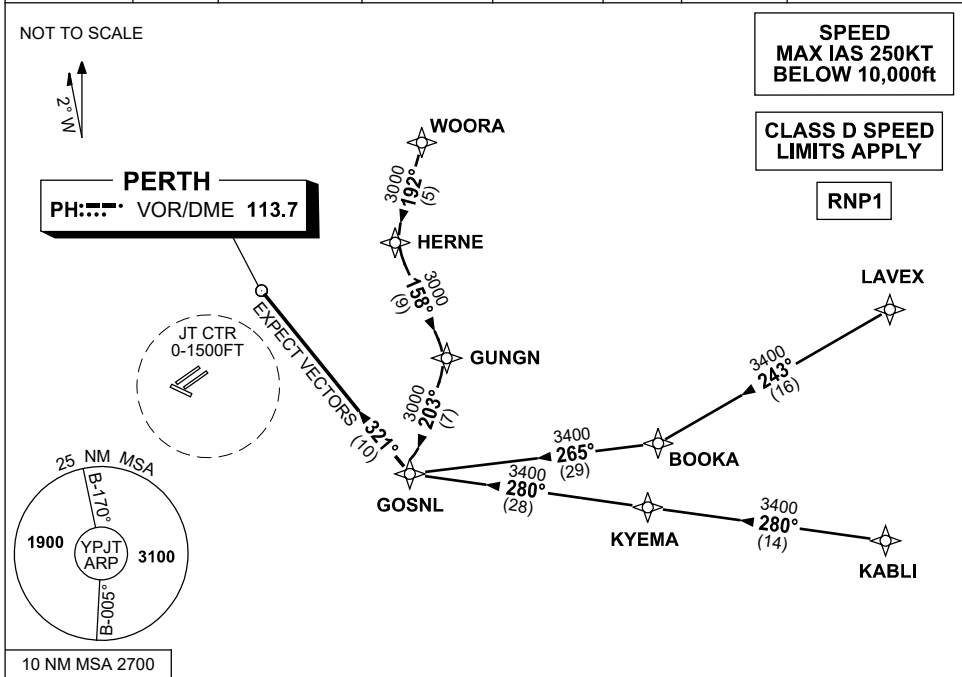 NOT TO SCALE
2° W
SPEED
MAX IAS 250KT
BELOW 10,000ft
CLASS D SPEED
LIMITS APPLY
RNP1
PERTH
PH VOR/DME 113.7
WOORA
3000
192°
(5)
HERNE
3000
158°
(9)
GUNGN
3000
203°
(7)
LAVEX
3400
243°
(16)
BOOKA
3400
265°
(29)
3400
280°
(28)
KYEMA
3400
280°
(14)
KABLI
GOSNL
EXPECT VECTORS 321°
(10)
JT CTR
0-1500FT
25 NM MSA
B-170°
1900
YPJT
ARP
3100
B-005°
10 NM MSA 2700